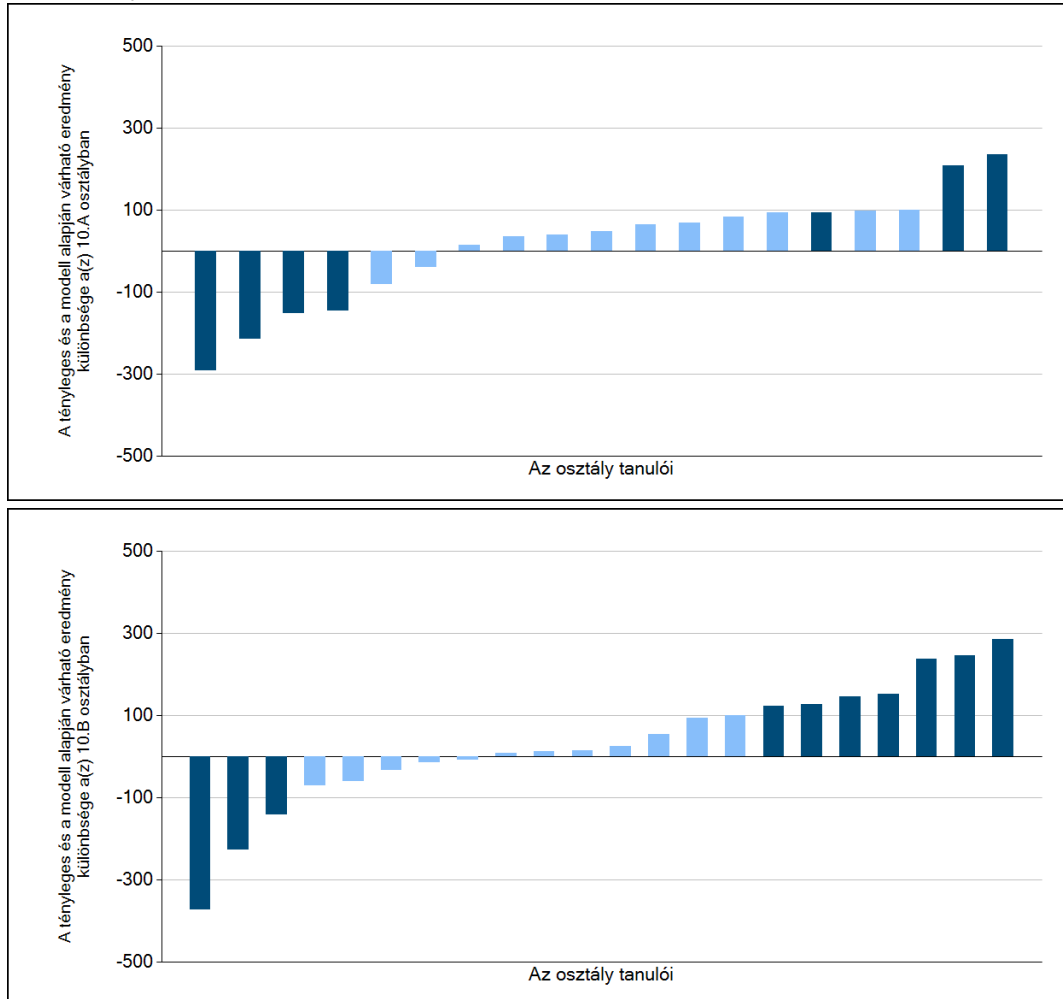 A tényleges és a modell alapján várható eredmény
különbsége a(z) 10.A osztályban
500
300
100
-100
-300
-500
Az osztály tanulói
A tényleges és a modell alapján várható eredmény
különbsége a(z) 10.B osztályban
500
300
100
-100
-300
-500
Az osztály tanulói